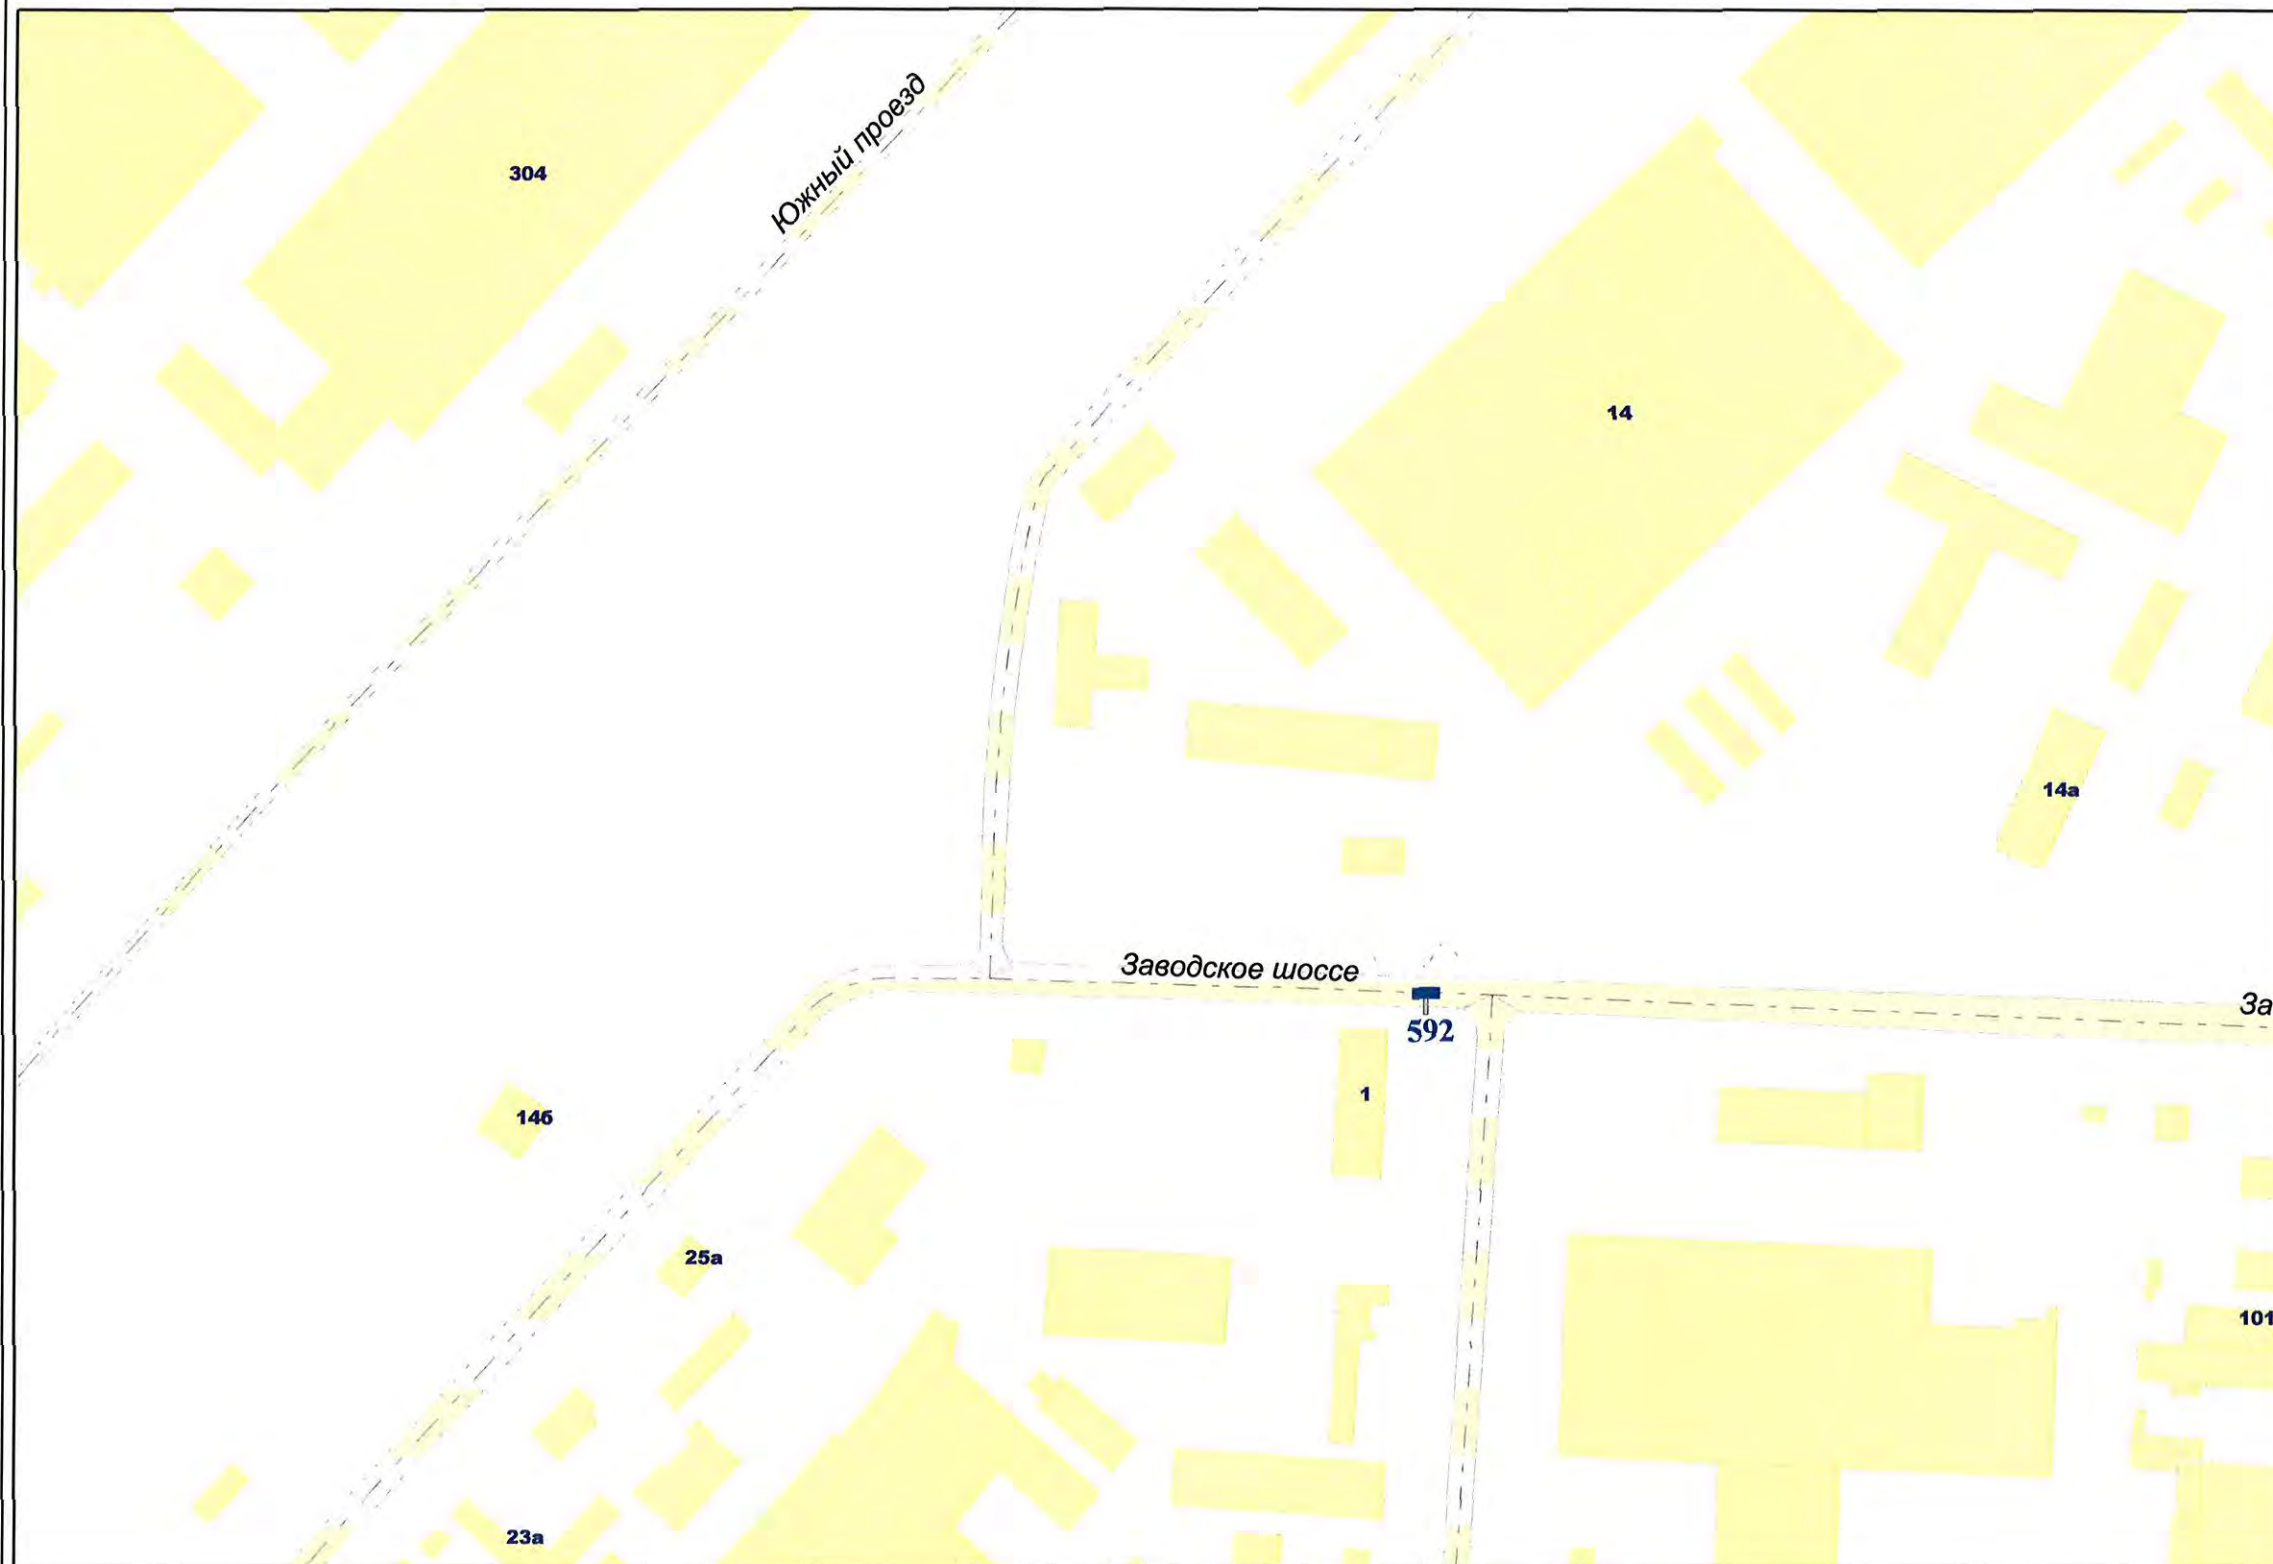 Южный проезд
304
14
14а
Заводское шоссе
За
592
1
14б
25а
101
23а